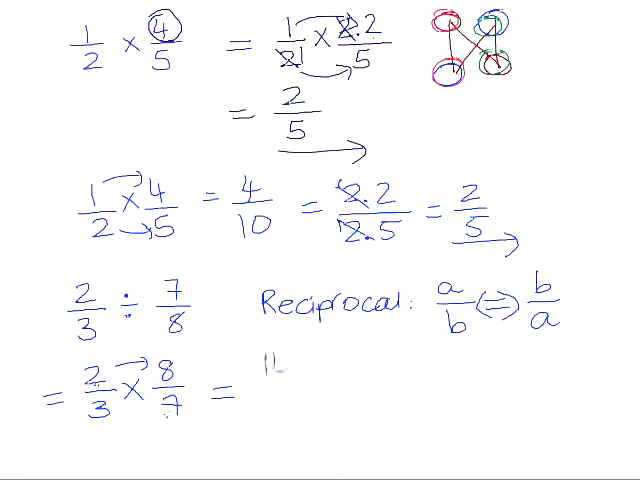 1/2 × 4/5 = 1/21 × 2.2/5
= 2/5
1/2 × 4/5 = 4/10 = 2.2/2.5 = 2/5
2/3 ÷ 7/8 Reciprocal: a/b ⇔ b/a
= 2/3 × 8/7 =